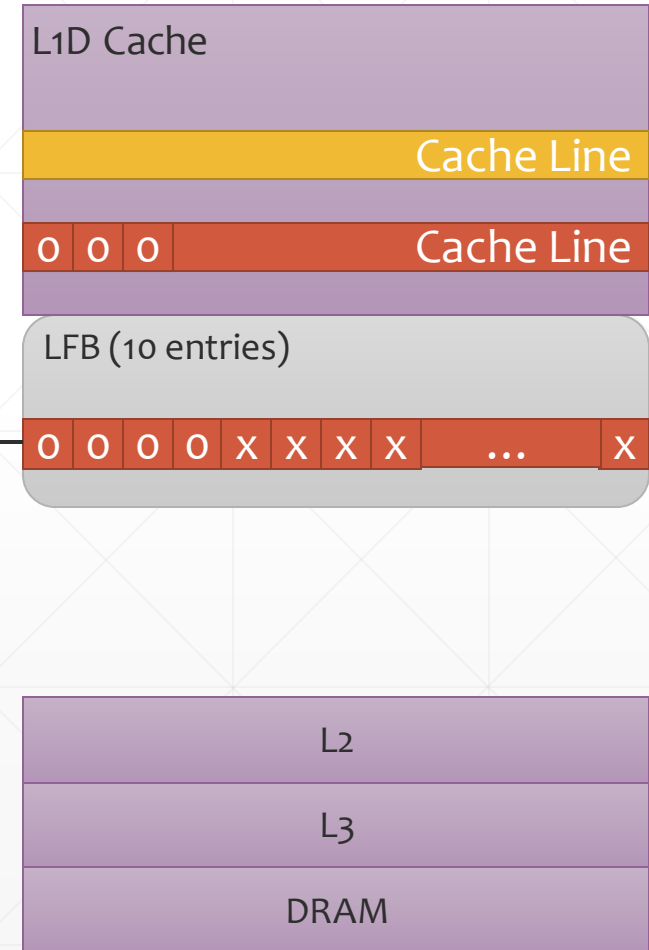 L1D Cache
Cache Line
0 0 0 Cache Line
LFB (10 entries)
0 0 0 0 x x x x ... x
L2
L3
DRAM